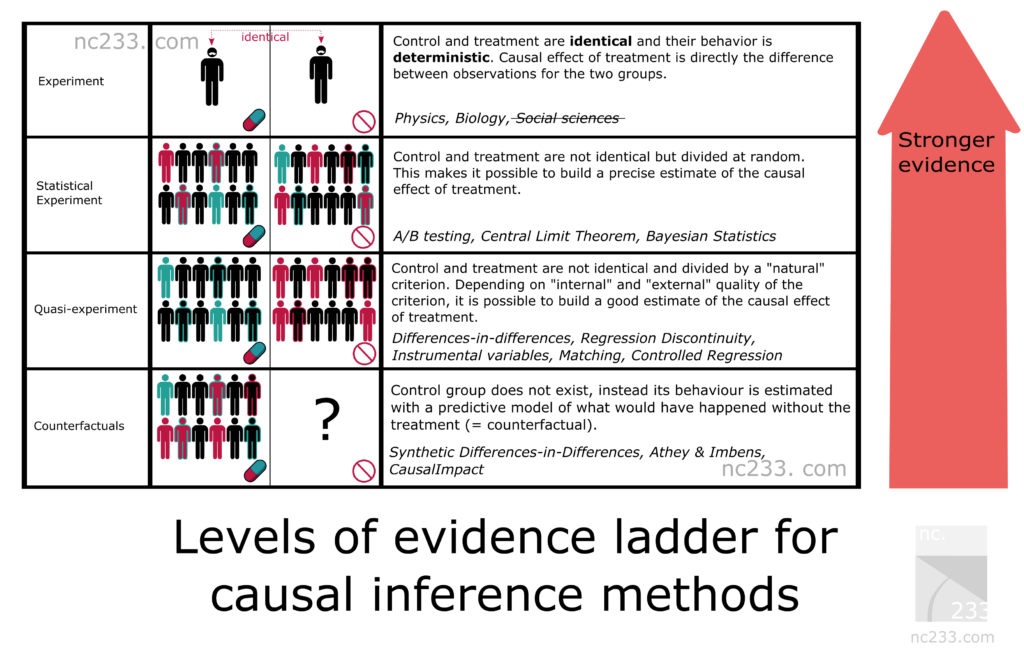 nc233. com
identical
Experiment
Control and treatment are identical and their behavior is
deterministic. Causal effect of treatment is directly the difference
between observations for the two groups.
Physics, Biology, Social sciences
Stronger
evidence
Statistical
Experiment
Control and treatment are not identical but divided at random.
This makes it possible to build a precise estimate of the causal
effect of treatment.
A/B testing, Central Limit Theorem, Bayesian Statistics
Quasi-experiment
Control and treatment are not identical and divided by a "natural"
criterion. Depending on "internal" and "external" quality of the
criterion, it is possible to build a good estimate of the causal effect
of treatment.
Differences-in-differences, Regression Discontinuity,
Instrumental variables, Matching, Controlled Regression
Counterfactuals
?
Control group does not exist, instead its behaviour is estimated
with a predictive model of what would have happened without the
treatment (= counterfactual).
Synthetic Differences-in-Differences, Athey & Imbens,
CausalImpact
nc233. com
Levels of evidence ladder for
causal inference methods
nc.
233
nc233.com